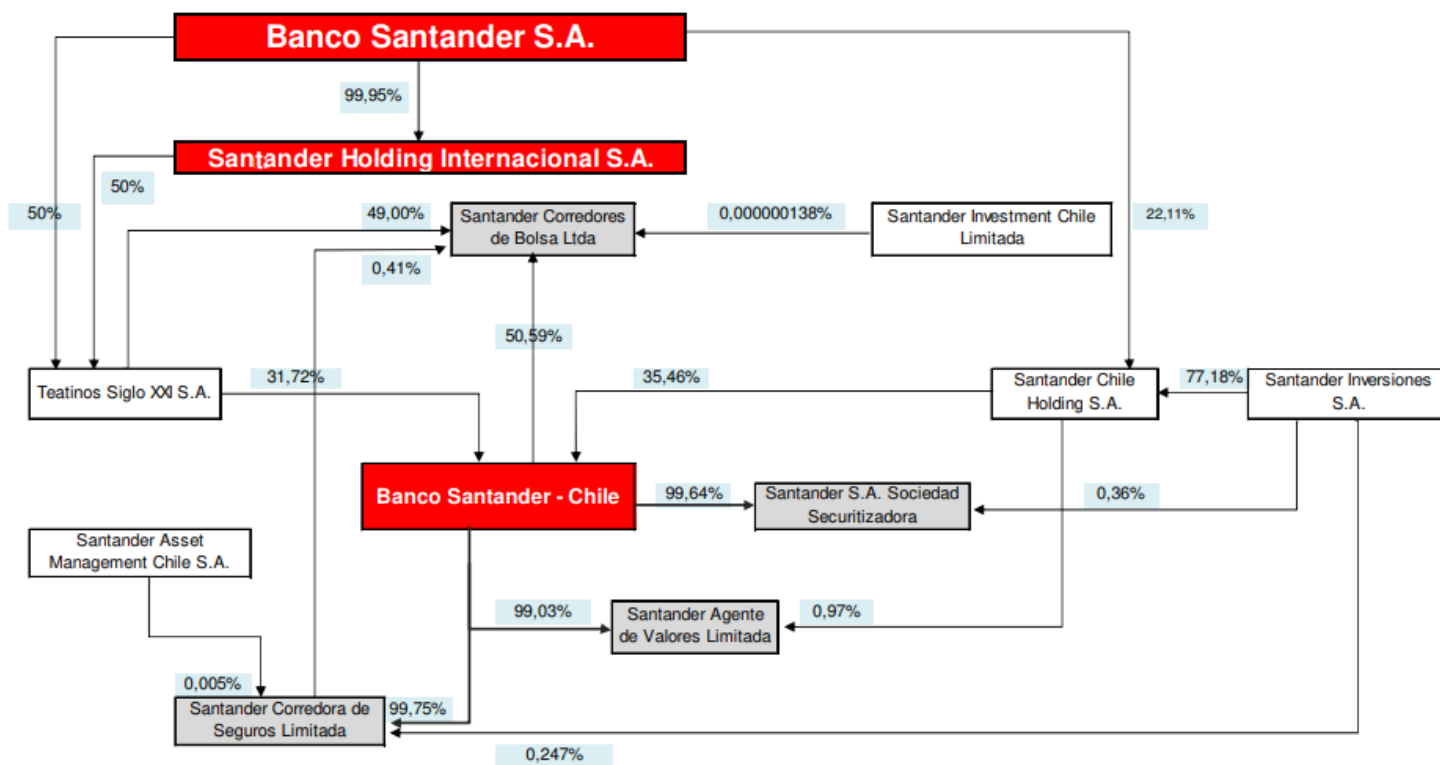 Banco Santander S.A.
99,95%
Santander Holding Internacional S.A.
50%
50%
49,00%
Santander Corredores
de Bolsa Ltda
0,000000138%
Santander Investment Chile
Limitada
22,11%
0,41%
50,59%
Teatinos Siglo XXI S.A.
31,72%
35,46%
Santander Chile
Holding S.A.
77,18%
Santander Inversiones
S.A.
Banco Santander - Chile
99,64%
Santander S.A. Sociedad
Securitizadora
0,36%
Santander Asset
Management Chile S.A.
99,03%
Santander Agente
de Valores Limitada
0,97%
0,005%
Santander Corredora de
Seguros Limitada
99,75%
0,247%